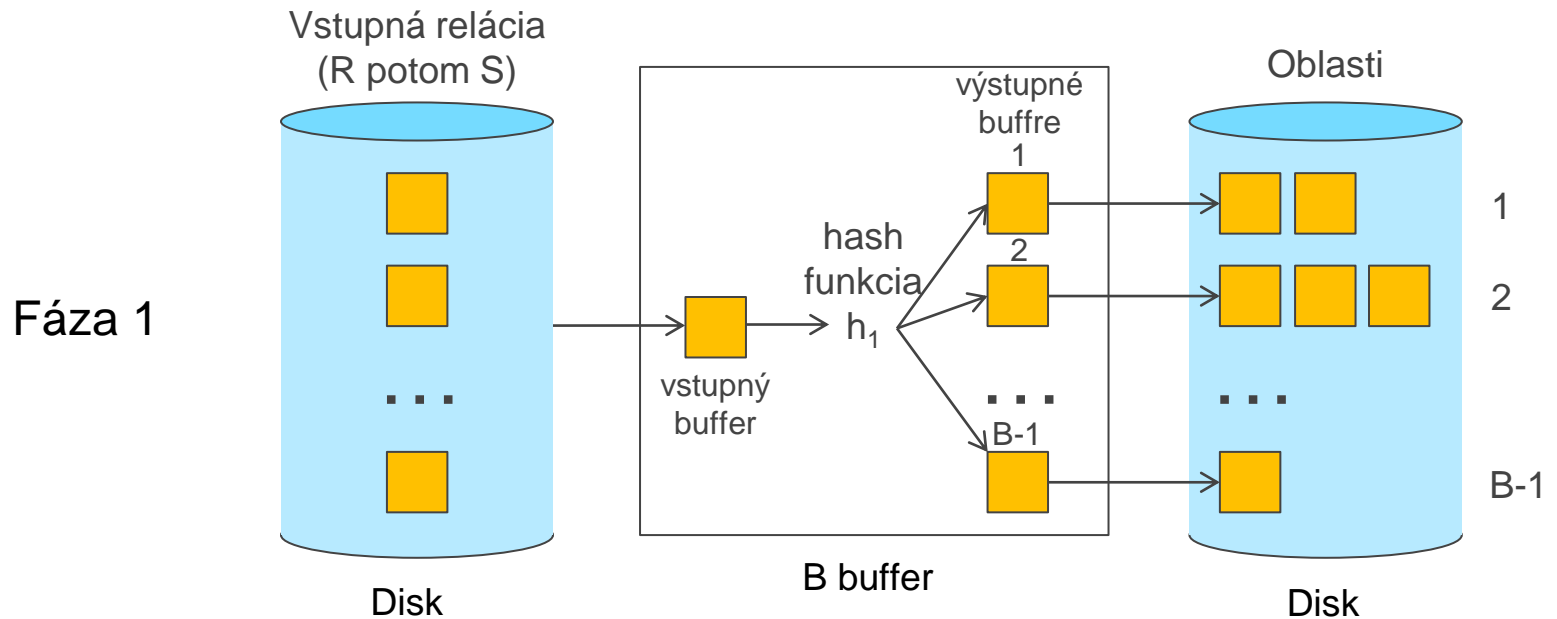 Fáza 1
Vstupná relácia
(R potom S)
Disk
vstupný
buffer
hash
funkcia
h₁
výstupné
buffre
1
2
...
B-1
B buffer
Oblasti
1
2
...
B-1
Disk
...